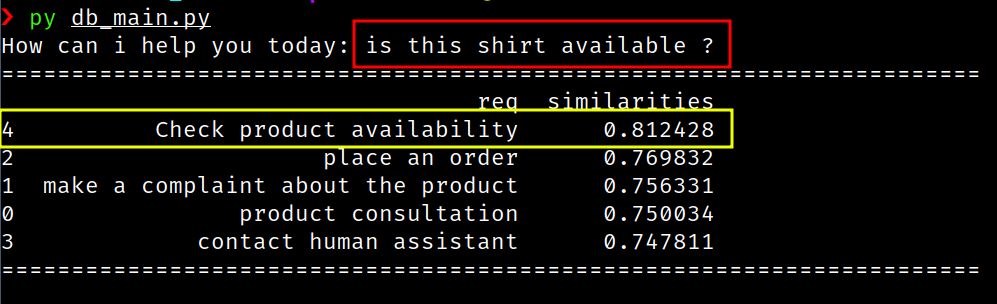 ❯ py db_main.py
How can i help you today: is this shirt available ?
======================================================================
req similarities
4 Check product availability 0.812428
2 place an order 0.769832
1 make a complaint about the product 0.756331
0 product consultation 0.750034
3 contact human assistant 0.747811
======================================================================